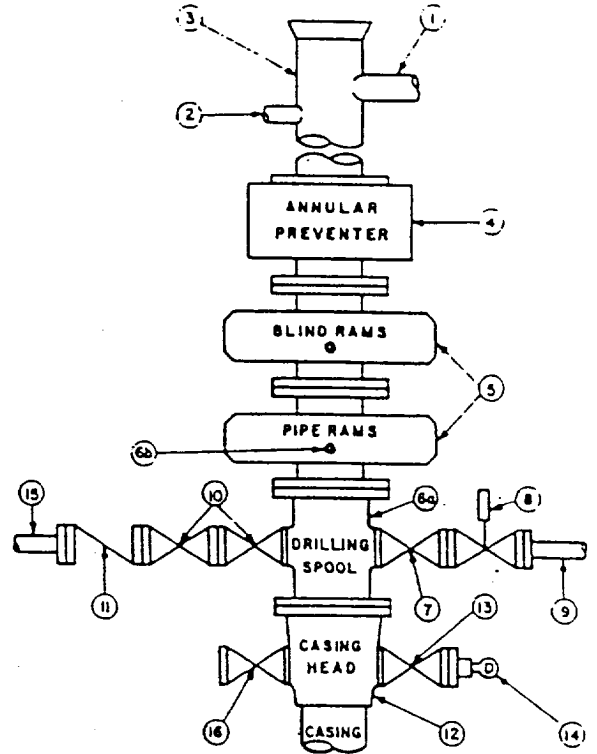 3
1
2
ANNULAR
PREVENTER
4
BLIND RAMS
5
PIPE RAMS
6b
15
10
6a
8
DRILLING
SPOOL
11
7
9
13
CASING
HEAD
16
12
14
CASING